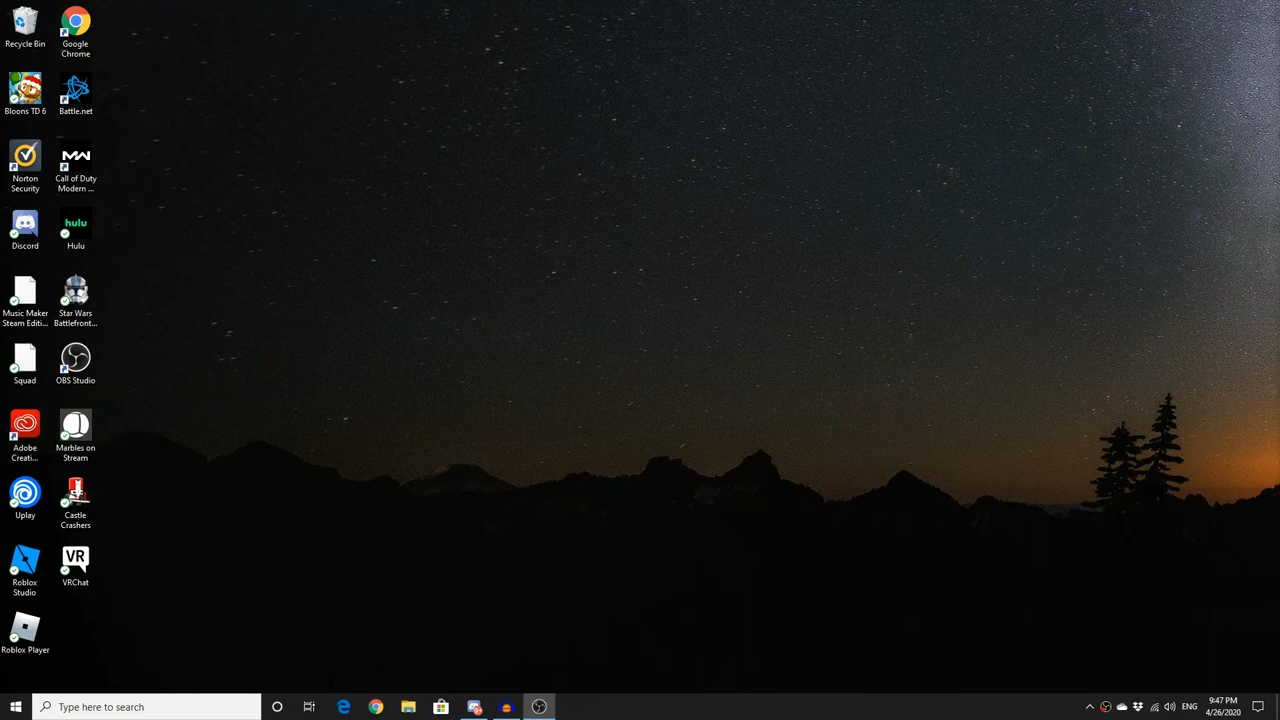 Recycle Bin
Google
Chrome
Bloons TD 6
Battle.net
Norton
Security
MW
Call of Duty
Modern ...
Discord
hulu
Hulu
Music Maker
Steam Editi...
Star Wars
Battlefront...
Squad
OBS Studio
Adobe
Creati...
Marbles on
Stream
Uplay
Castle
Crashers
Roblox
Studio
VR
VRChat
Roblox Player
Type here to search
ENG
9:47 PM
4/26/2020